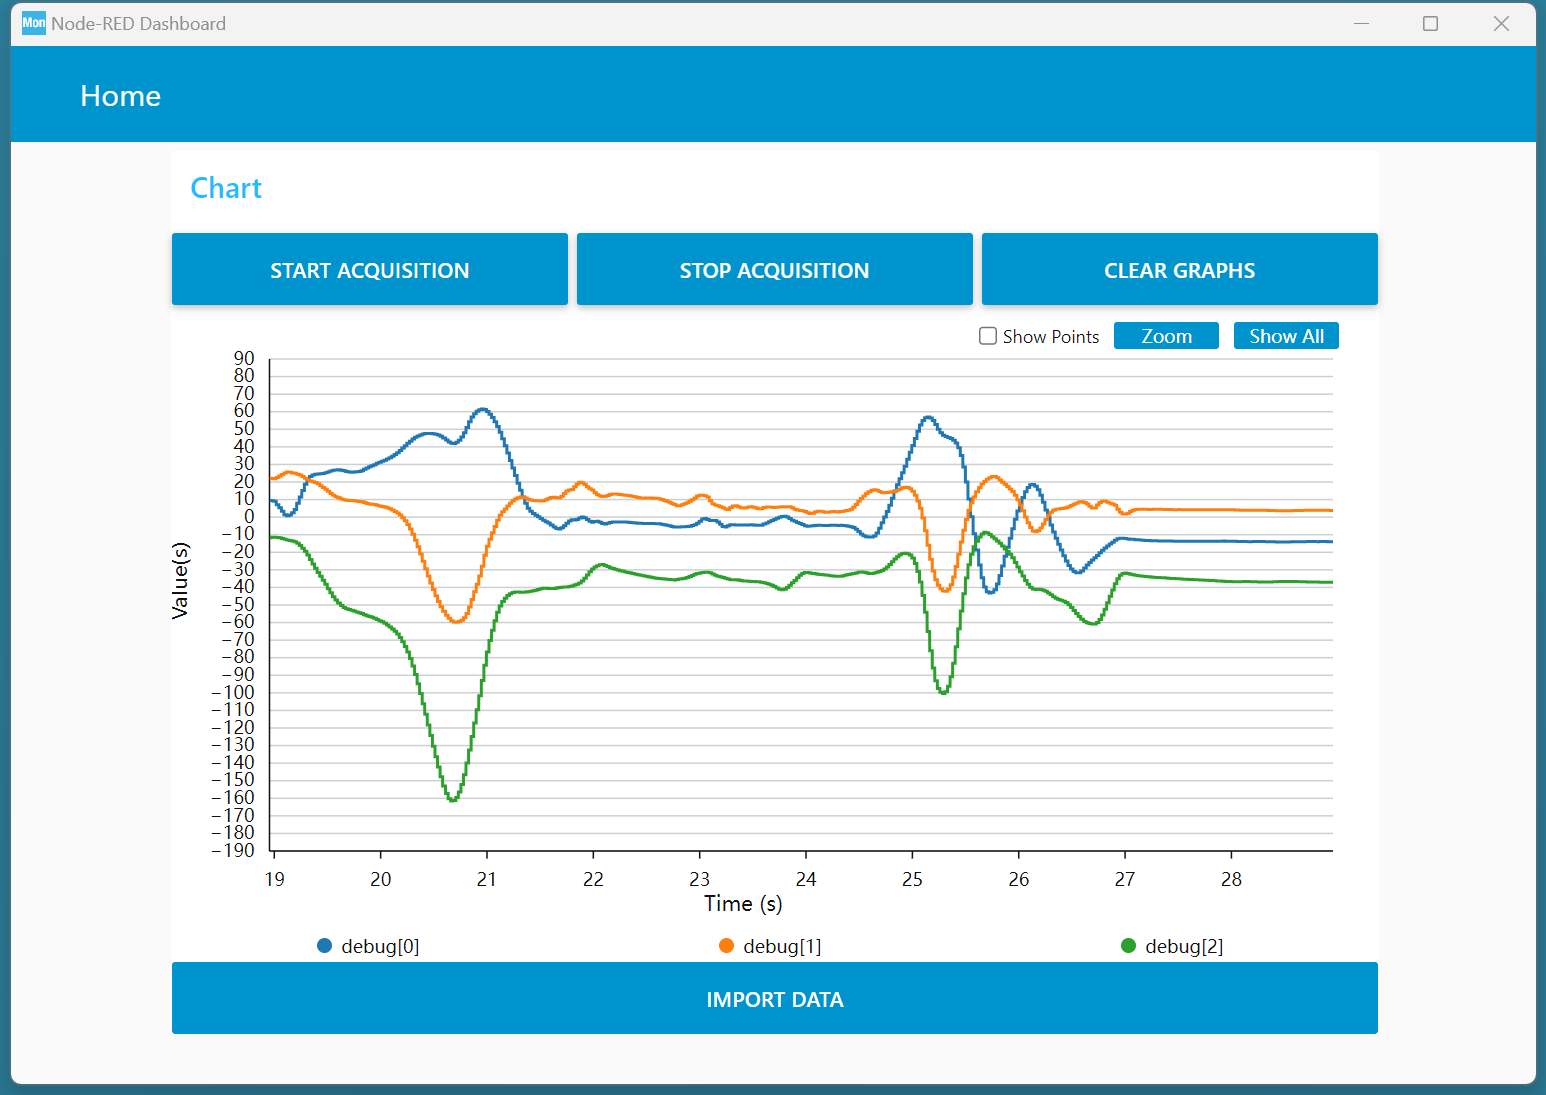 Mon Node-RED Dashboard
Home
Chart
START ACQUISITION STOP ACQUISITION CLEAR GRAPHS
Show Points Zoom Show All
90
80
70
60
50
40
30
20
10
0
−10
−20
−30
−40
−50
−60
−70
−80
−90
−100
−110
−120
−130
−140
−150
−160
−170
−180
−190
Value(s)
19 20 21 22 23 24 25 26 27 28
Time (s)
debug[0] debug[1] debug[2]
IMPORT DATA